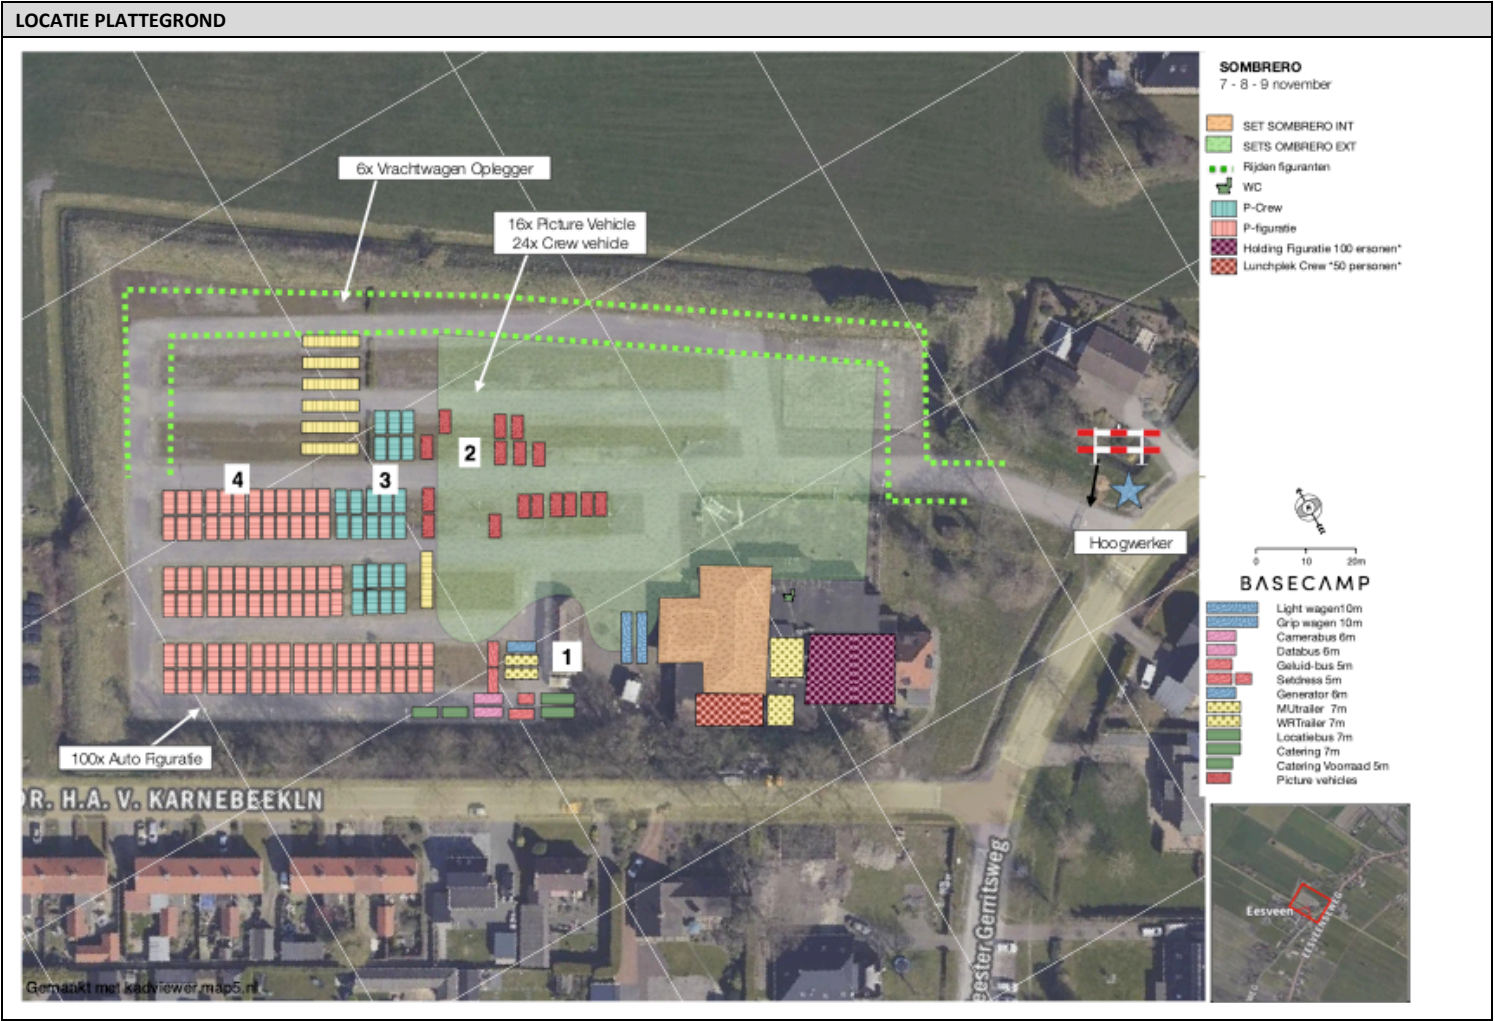 LOCATIE PLATTEGROND
SOMBRERO
7 - 8 - 9 november
SET SOMBRERO INT
SETS OMBRERO EXT
Rijden figuranten
WC
P-Crew
P-figuratie
Holding Figuratie 100 ersonen*
Lunchplek Crew *50 personen*
6x Vrachtwagen Oplegger
16x Picture Vehicle
24x Crew vehicle
2
4
3
1
Hoogwerker
100x Auto Figuratie
0 10 20m
BASECAMP
Light wagen10m
Grip wagen 10m
Camerabus 6m
Databus 6m
Geluid-bus 5m
Setdress 5m
Generator 6m
MUtrailer 7m
WRTrailer 7m
Locatiebus 7m
Catering 7m
Catering Voorraad 5m
Picture vehicles
R. H.A. V. KARNEBEEKLN
eester Gerritsweg
Eesveen
EESVEENSEWEG
WEG
Gemaakt met kadviewer.map5.nl